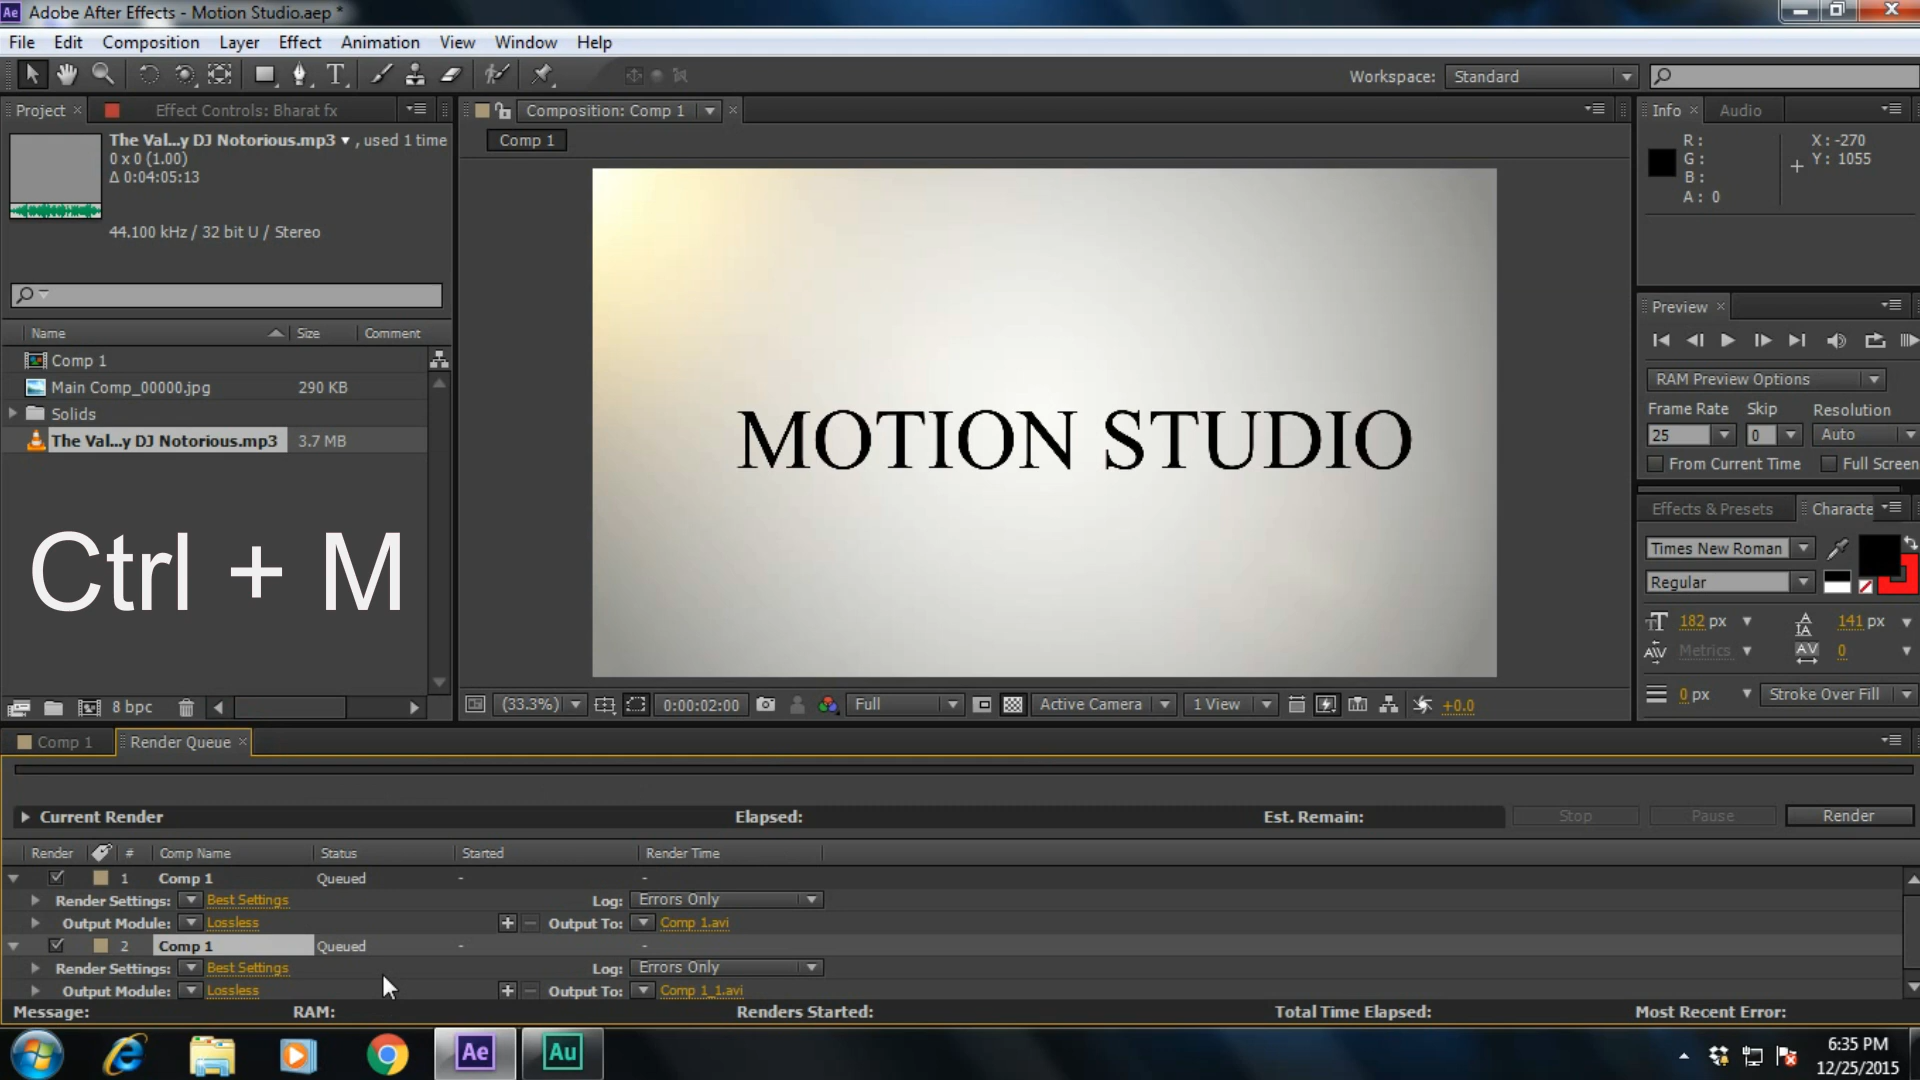 Ae Adobe After Effects - Motion Studio.aep *
File Edit Composition Layer Effect Animation View Window Help
Workspace: Standard
Project × Effect Controls: Bharat fx
Composition: Comp 1 ×
Info × Audio
The Val...y DJ Notorious.mp3 , used 1 time
0 x 0 (1.00)
Δ 0:04:05:13
44.100 kHz / 32 bit U / Stereo
Comp 1
R :
G :
B :
A : 0
X : -270
Y : 1055
Name Size Comment
Comp 1
Main Comp_00000.jpg 290 KB
Solids
The Val...y DJ Notorious.mp3 3.7 MB
Ctrl + M
8 bpc
MOTION STUDIO
(33.3%) 0:00:02:00 Full Active Camera 1 View +0.0
Preview ×
RAM Preview Options
Frame Rate Skip Resolution
25 0 Auto
From Current Time Full Screen
Effects & Presets Characte
Times New Roman
Regular
182 px 141 px
Metrics 0
0 px Stroke Over Fill
Comp 1 Render Queue ×
Current Render Elapsed: Est. Remain: Stop Pause Render
Render # Comp Name Status Started Render Time
1 Comp 1 Queued - -
Render Settings: Best Settings Log: Errors Only
Output Module: Lossless + − Output To: Comp 1.avi
2 Comp 1 Queued - -
Render Settings: Best Settings Log: Errors Only
Output Module: Lossless + − Output To: Comp 1_1.avi
Message: RAM: Renders Started: Total Time Elapsed: Most Recent Error:
Ae Au
6:35 PM
12/25/2015